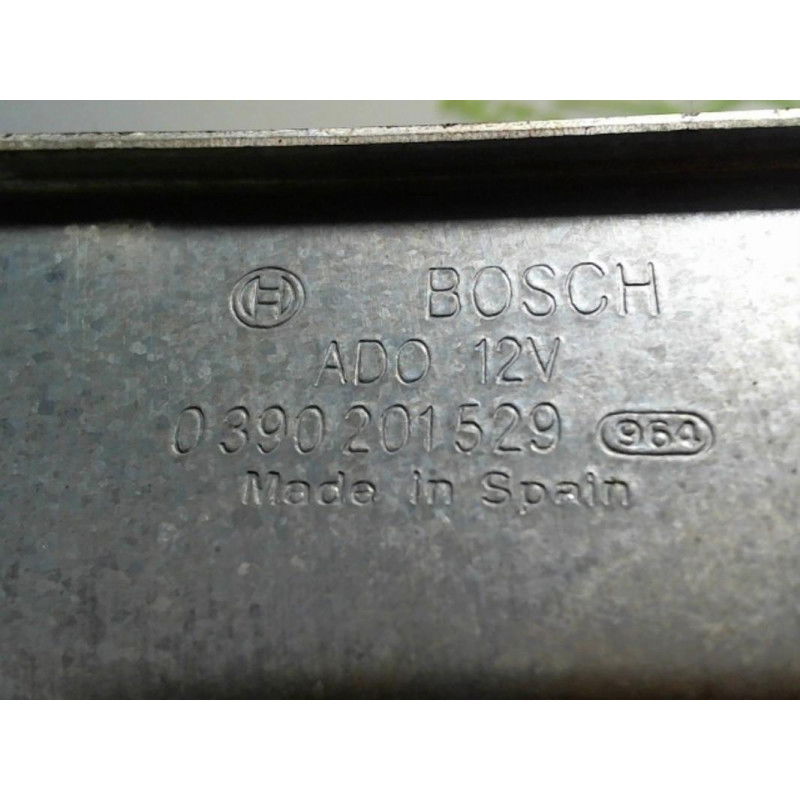 BOSCH
ADO 12V
0 390 201 529 964
Made in Spain